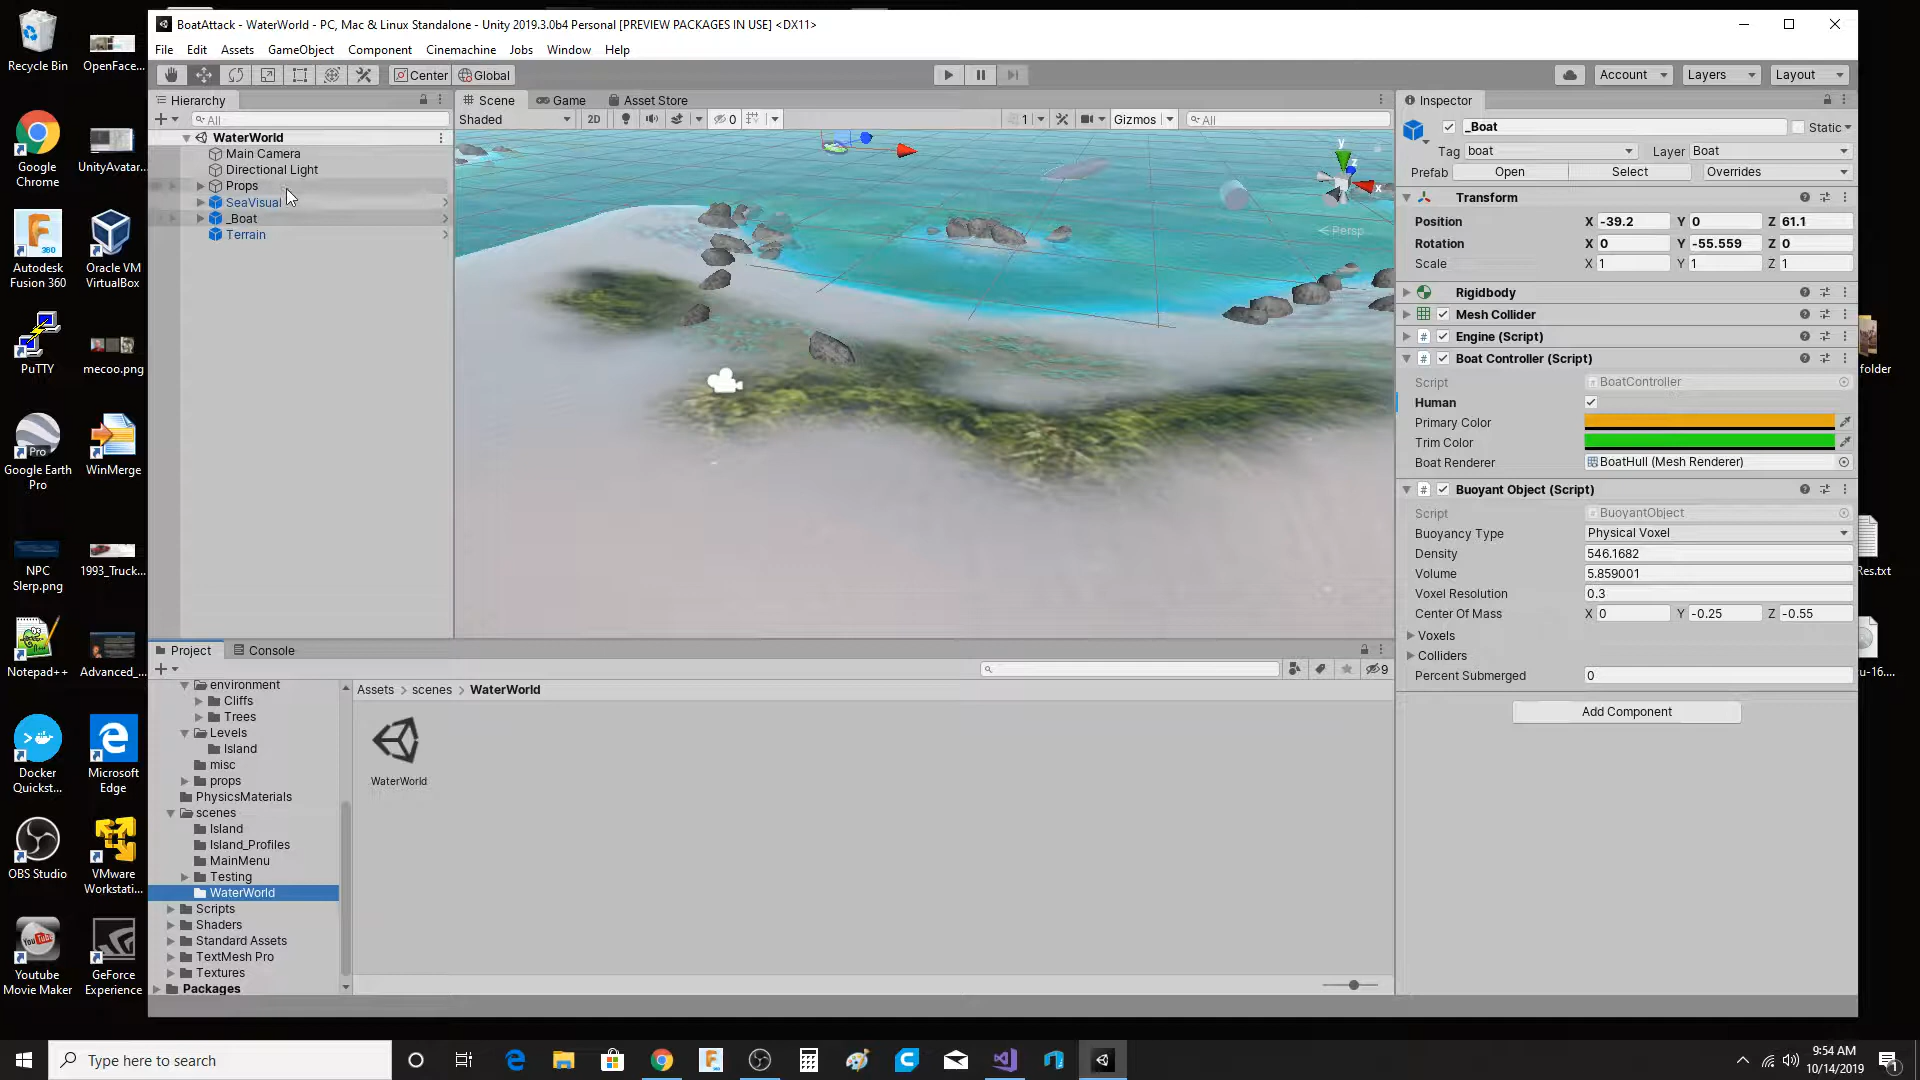 BoatAttack - WaterWorld - PC, Mac & Linux Standalone - Unity 2019.3.0b4 Personal [PREVIEW PACKAGES IN USE] <DX11>
File Edit Assets GameObject Component Cinemachine Jobs Window Help
Center Global Account Layers Layout
Hierarchy
All
WaterWorld
Main Camera
Directional Light
Props
SeaVisual
_Boat
Terrain
Scene Game Asset Store
Shaded 2D 0 1 Gizmos All
y
z
x
Persp
Inspector
_Boat Static
Tag boat Layer Boat
Prefab Open Select Overrides
Transform
Position X -39.2 Y 0 Z 61.1
Rotation X 0 Y -55.559 Z 0
Scale X 1 Y 1 Z 1
Rigidbody
Mesh Collider
Engine (Script)
Boat Controller (Script)
Script BoatController
Human
Primary Color
Trim Color
Boat Renderer BoatHull (Mesh Renderer)
Buoyant Object (Script)
Script BuoyantObject
Buoyancy Type Physical Voxel
Density 546.1682
Volume 5.859001
Voxel Resolution 0.3
Center Of Mass X 0 Y -0.25 Z -0.55
Voxels
Colliders
Percent Submerged 0
Add Component
Project Console
9
environment
Cliffs
Trees
Levels
Island
misc
props
PhysicsMaterials
scenes
Island
Island_Profiles
MainMenu
Testing
WaterWorld
Scripts
Shaders
Standard Assets
TextMesh Pro
Textures
Packages
Assets > scenes > WaterWorld
WaterWorld
Recycle Bin
OpenFace...
Google Chrome
UnityAvatar...
Autodesk Fusion 360
Oracle VM VirtualBox
PuTTY
mecoo.png
Google Earth Pro
WinMerge
NPC Slerp.png
1993_Truck...
Notepad++
Advanced_...
Docker Quickst...
Microsoft Edge
OBS Studio
VMware Workstati...
Youtube Movie Maker
GeForce Experience
folder
Res.txt
cu-16....
Type here to search
9:54 AM
10/14/2019
1